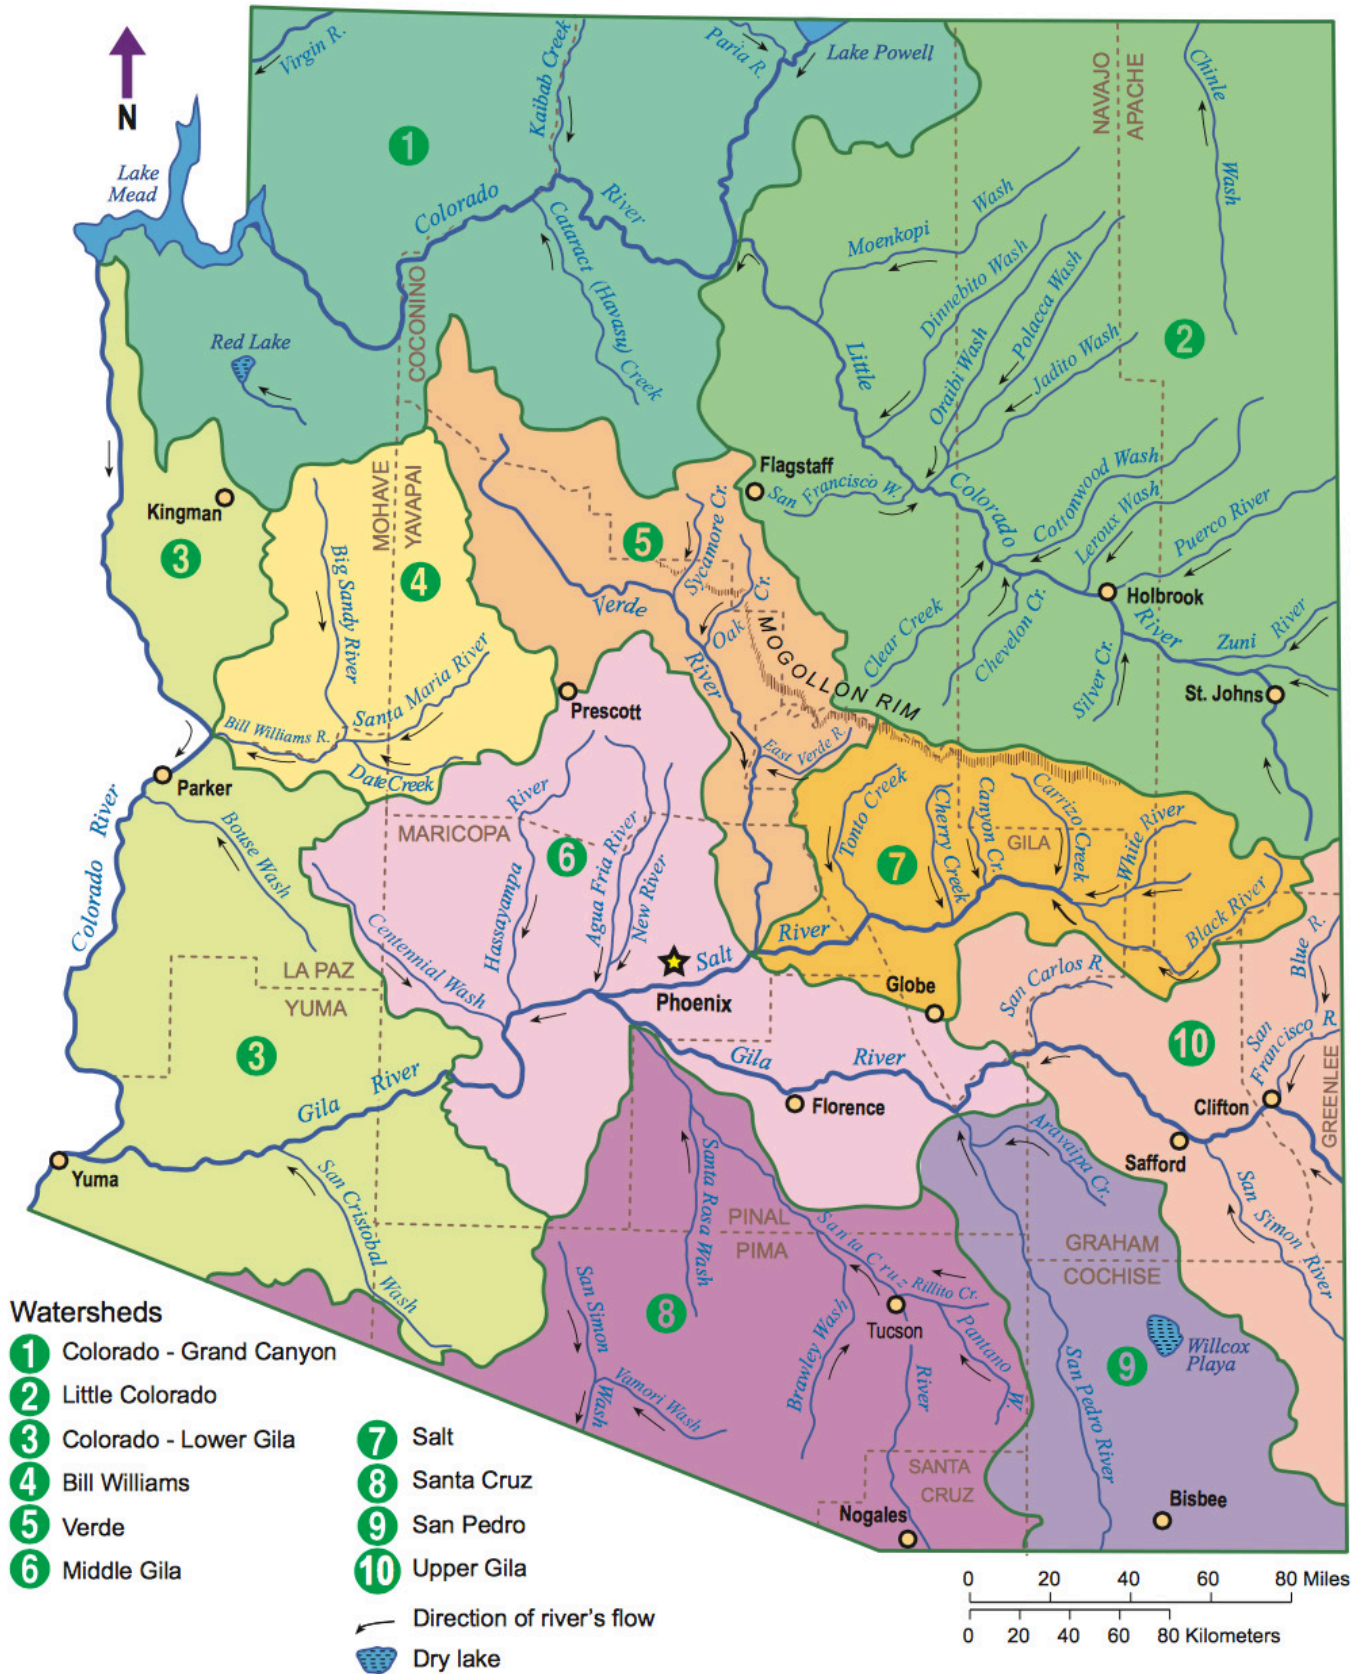 Virgin R.
Kaibab Creek
Paria R.
Lake Powell
NAVAJO
APACHE
Chinle
Wash
N
1
Lake
Mead
Colorado
River
Cataract (Havasu) Creek
Moenkopi
Wash
Dinnebito Wash
Oraibi Wash
Polacca Wash
Jadito Wash
2
COCONINO
Red Lake
Little
Colorado
River
Flagstaff
San Francisco W.
Cottonwood Wash
Leroux Wash
Puerco River
Kingman
3
MOHAVE
YAVAPAI
4
Big Sandy River
5
Sycamore Cr.
Oak
Cr.
Verde
River
MOGOLLON RIM
Clear Creek
Chevelon Cr.
Holbrook
Silver Cr.
Zuni
River
St. Johns
Santa Maria River
Bill Williams R.
Date Creek
Prescott
East Verde R.
Parker
Colorado
River
Bouse Wash
MARICOPA
River
Hassayampa
6
Agua Fria River
New River
Tonto Creek
Cherry Creek
Canyon Cr.
Carrizo Creek
White River
GILA
7
Black River
Centennial Wash
Salt
River
Phoenix
Globe
San Carlos R.
Blue R.
LA PAZ
YUMA
3
Gila
River
Gila
River
Florence
10
San
Francisco R.
GREENLEE
Clifton
Safford
San
Simon
River
Aravaipa Cr.
Yuma
San Cristobal
Wash
Santa Rosa Wash
PINAL
PIMA
Santa Cruz
River
Rillito Cr.
Tucson
Pantano
W.
Brawley Wash
GRAHAM
COCHISE
San Simon
Wash
Vamori Wash
8
9
San Pedro River
Willcox
Playa
SANTA
CRUZ
Nogales
Bisbee
Watersheds
1 Colorado - Grand Canyon
2 Little Colorado
3 Colorado - Lower Gila
4 Bill Williams
5 Verde
6 Middle Gila
7 Salt
8 Santa Cruz
9 San Pedro
10 Upper Gila
Direction of river's flow
Dry lake
0 20 40 60 80 Miles
0 20 40 60 80 Kilometers